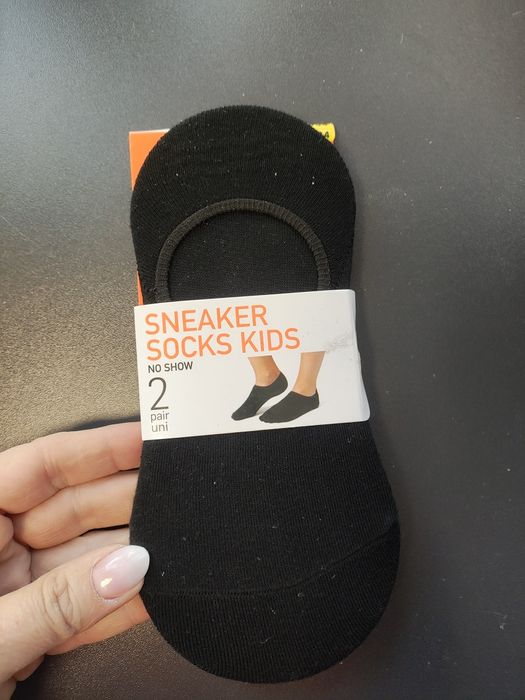 SNEAKER
SOCKS KIDS
NO SHOW
2
pair
uni